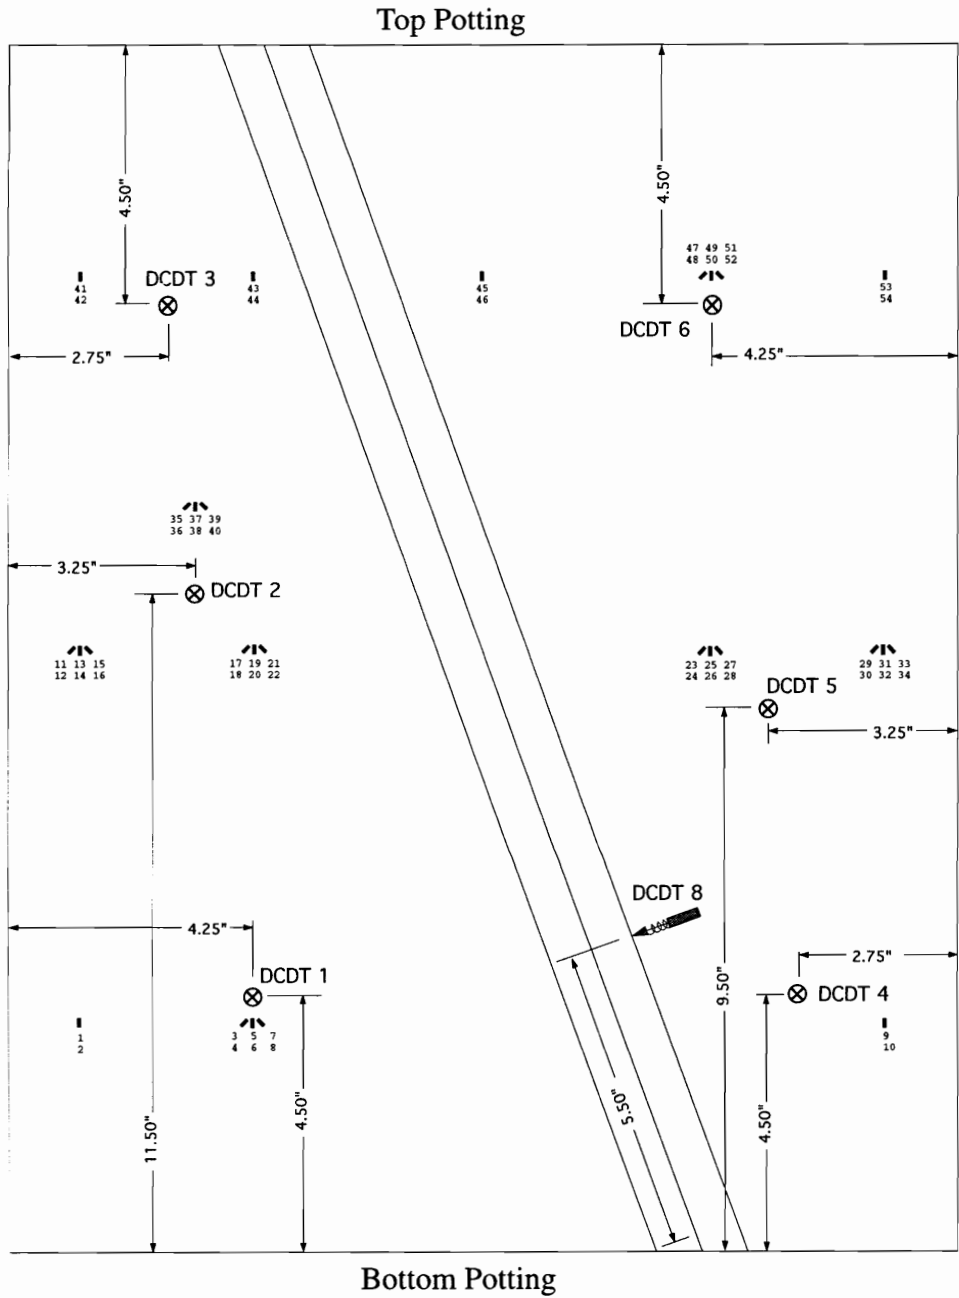 Top Potting
4.50"
4.50"
47 49 51
48 50 52
DCDT 3
41
42
43
44
45
46
53
54
DCDT 6
2.75"
4.25"
35 37 39
36 38 40
3.25"
DCDT 2
11 13 15
12 14 16
17 19 21
18 20 22
23 25 27
24 26 28
29 31 33
30 32 34
DCDT 5
3.25"
DCDT 8
4.25"
2.75"
DCDT 1
9.50"
DCDT 4
1
2
3 5 7
4 6 8
9
10
5.50"
4.50"
4.50"
11.50"
Bottom Potting